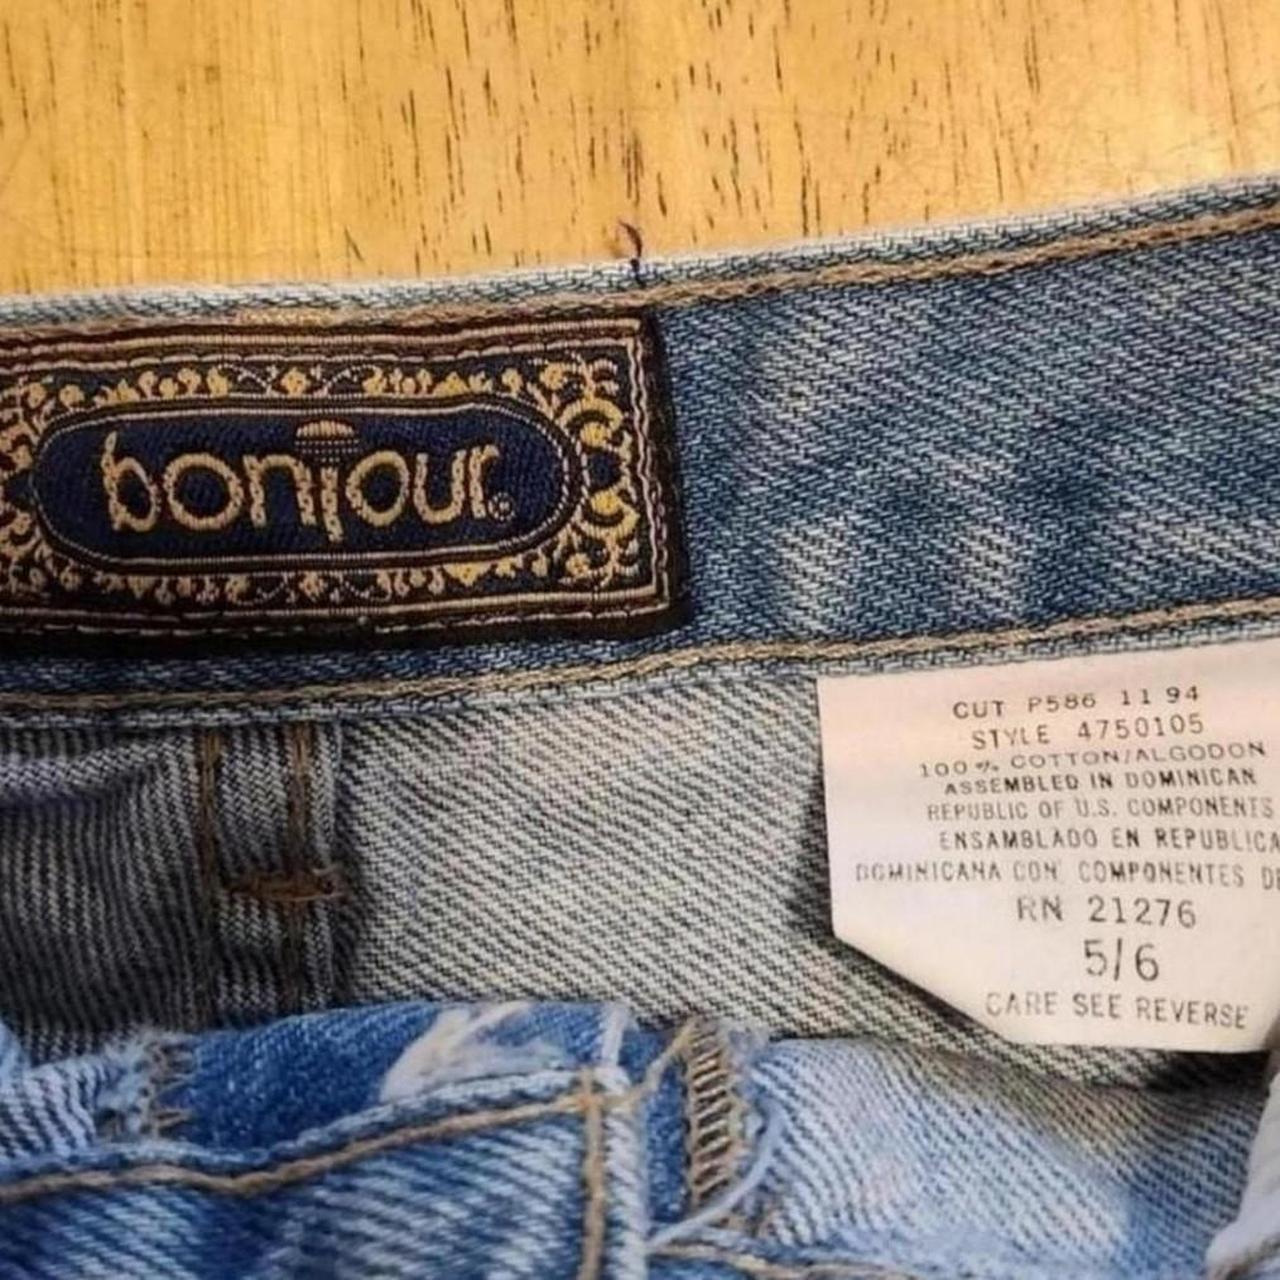 bonjour®
CUT P586 11 94
STYLE 4750105
100% COTTON/ALGODON
ASSEMBLED IN DOMINICAN
REPUBLIC OF U.S. COMPONENTS
ENSAMBLADO EN REPUBLICA
DOMINICANA CON COMPONENTES DE
RN 21276
5/6
CARE SEE REVERSE